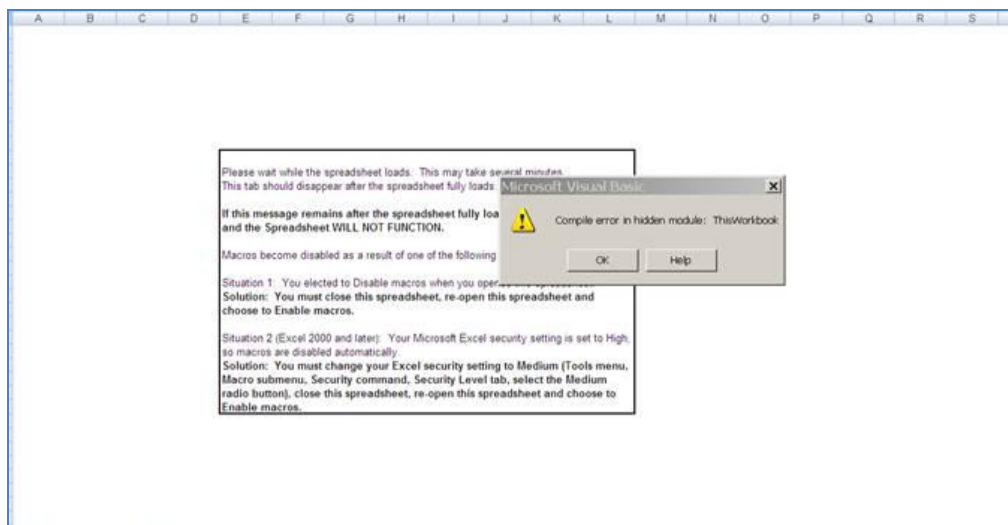 A B C D E F G H I J K L M N O P Q R S
Please wait while the spreadsheet loads. This may take several minutes.
This tab should disappear after the spreadsheet fully loads
If this message remains after the spreadsheet fully loa
and the Spreadsheet WILL NOT FUNCTION.
Macros become disabled as a result of one of the following
Situation 1: You elected to Disable macros when you opened this spreadsheet.
Solution: You must close this spreadsheet, re-open this spreadsheet and
choose to Enable macros.
Situation 2 (Excel 2000 and later): Your Microsoft Excel security setting is set to High,
so macros are disabled automatically.
Solution: You must change your Excel security setting to Medium (Tools menu,
Macro submenu, Security command, Security Level tab, select the Medium
radio button), close this spreadsheet, re-open this spreadsheet and choose to
Enable macros.
Microsoft Visual Basic
Compile error in hidden module: ThisWorkbook
OK Help